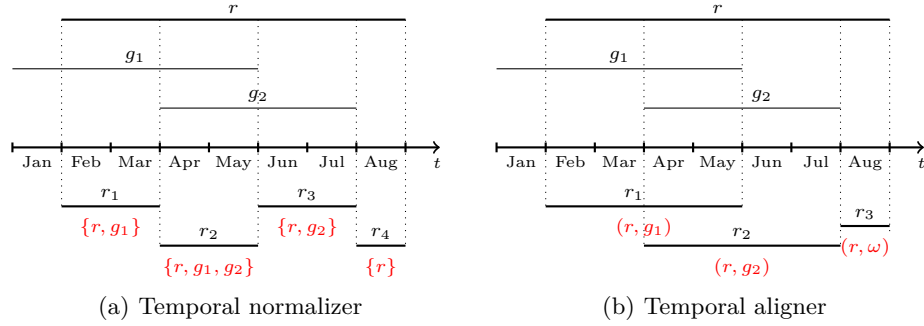 r
g₁
g₂
Jan Feb Mar Apr May Jun Jul Aug t
r₁ r₃
{r, g₁} {r, g₂}
r₂ r₄
{r, g₁, g₂} {r}
(a) Temporal normalizer
r
g₁
g₂
Jan Feb Mar Apr May Jun Jul Aug t
r₁ r₃
(r, g₁) (r, ω)
r₂
(r, g₂)
(b) Temporal aligner